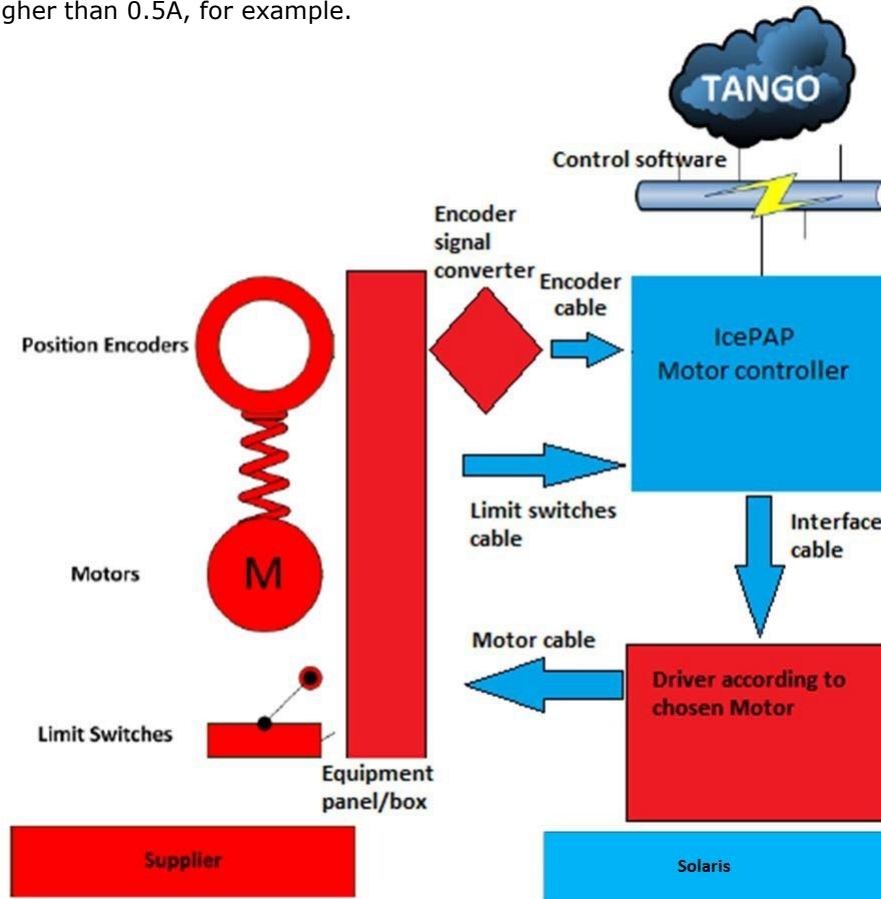 gher than 0.5A, for example.
TANGO
Control software
Encoder
signal
converter
Encoder
cable
Position Encoders
IcePAP
Motor controller
Limit switches
cable
Interface
cable
Motors
M
Motor cable
Driver according to
chosen Motor
Limit Switches
Equipment
panel/box
Supplier
Solaris